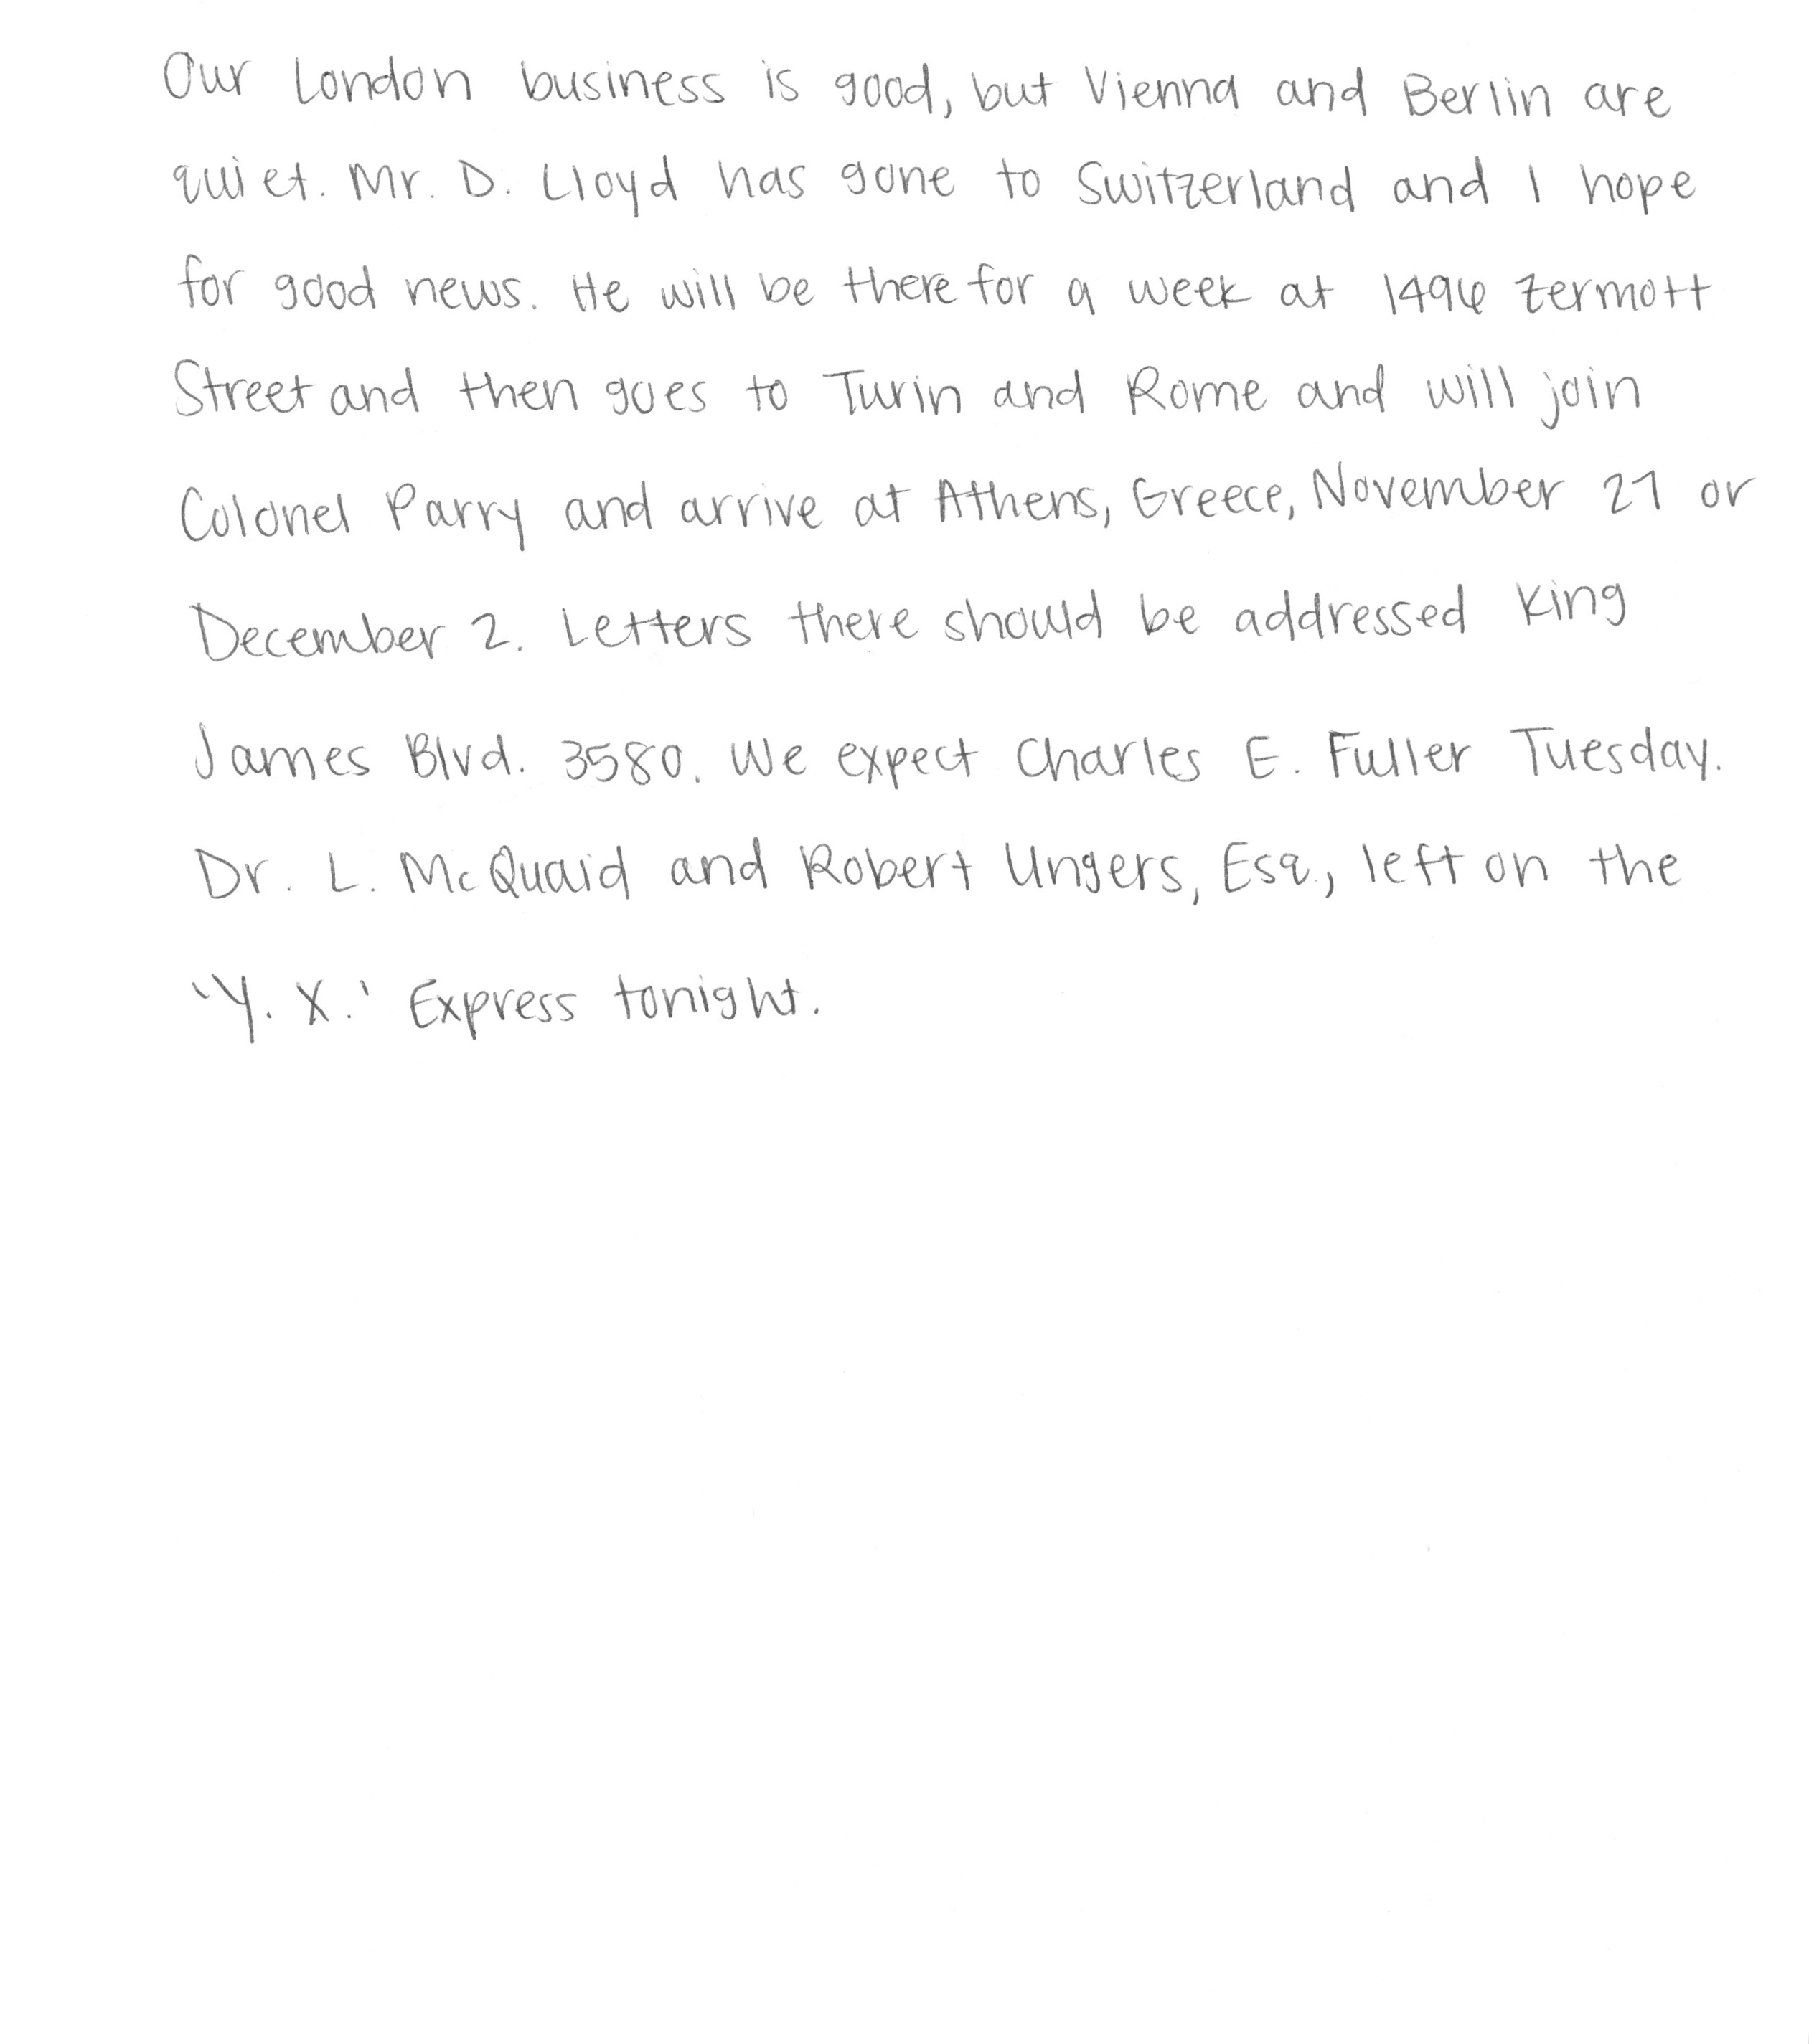 Our London business is good, but Vienna and Berlin are
quiet. Mr. D. Lloyd has gone to Switzerland and I hope
for good news. He will be there for a week at 1496 Zermott
Street and then goes to Turin and Rome and will join
Colonel Parry and arrive at Athens, Greece, November 27 or
December 2. Letters there should be addressed King
James Blvd. 3580. We expect Charles E. Fuller Tuesday.
Dr. L. McQuaid and Robert Ungers, Esq., left on the
'Y. X.' Express tonight.